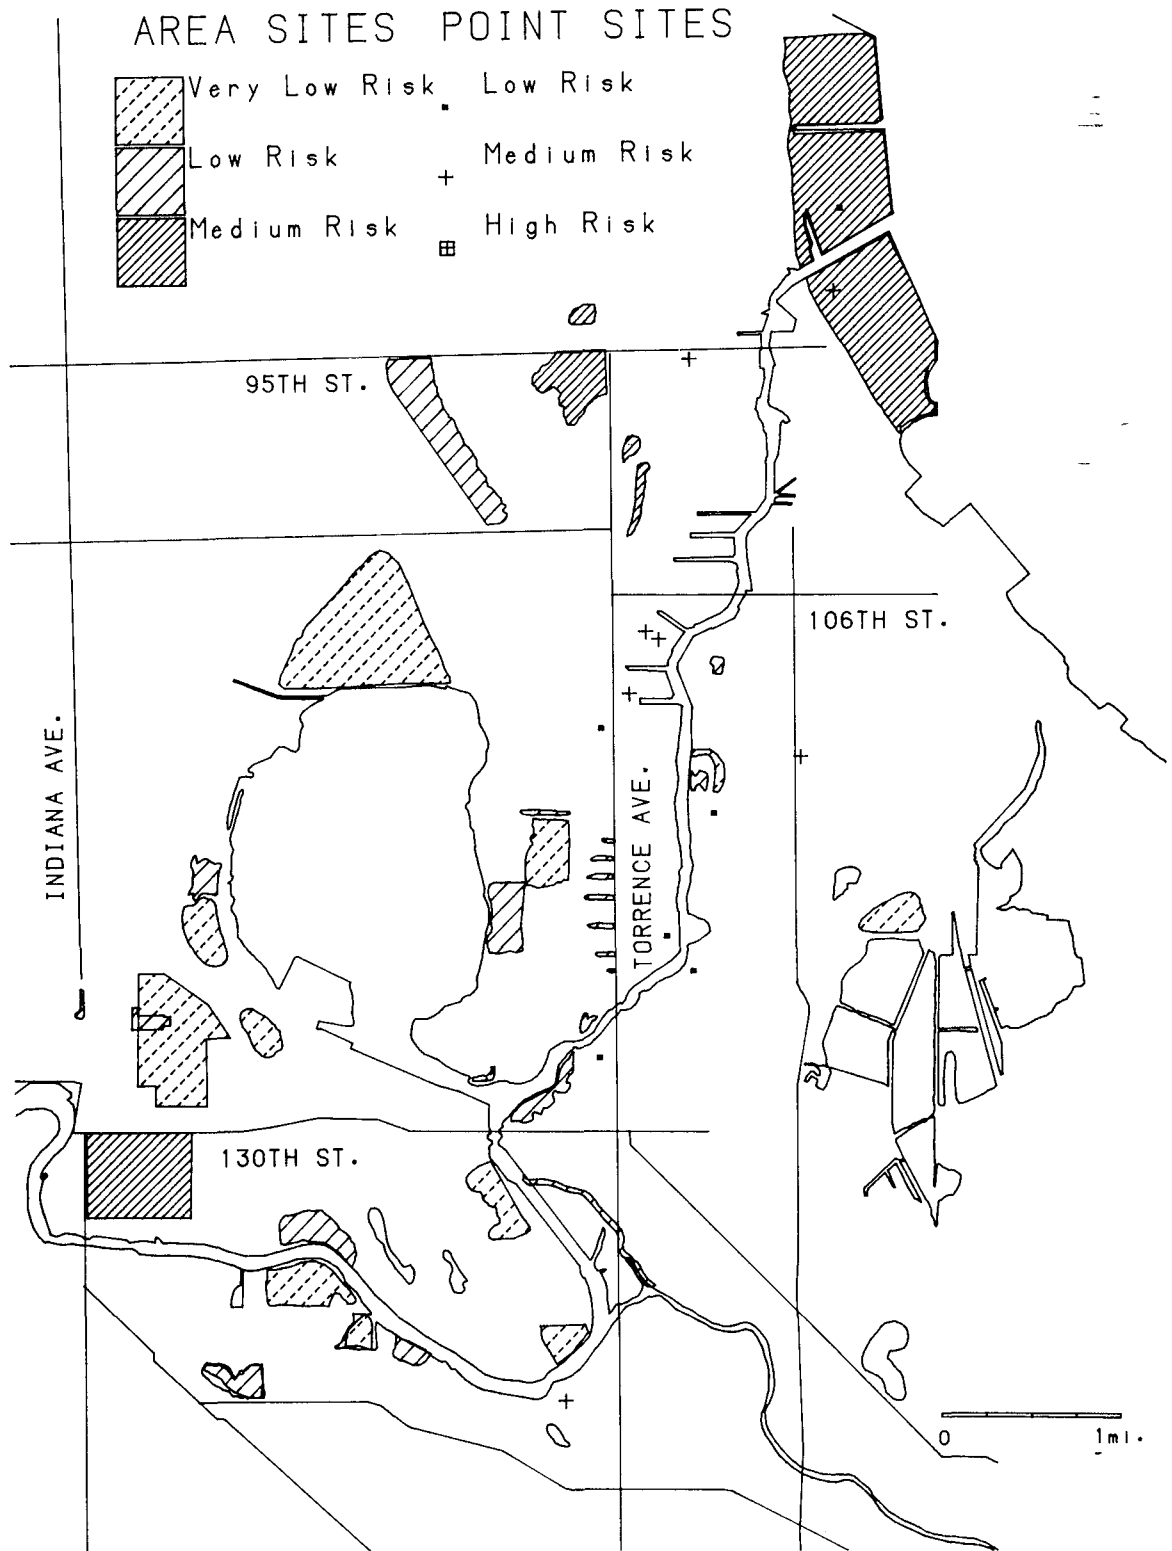 AREA SITES POINT SITES
Very Low Risk Low Risk
Low Risk Medium Risk
Medium Risk High Risk
95TH ST.
106TH ST.
INDIANA AVE.
TORRENCE AVE.
130TH ST.
0 1mi.